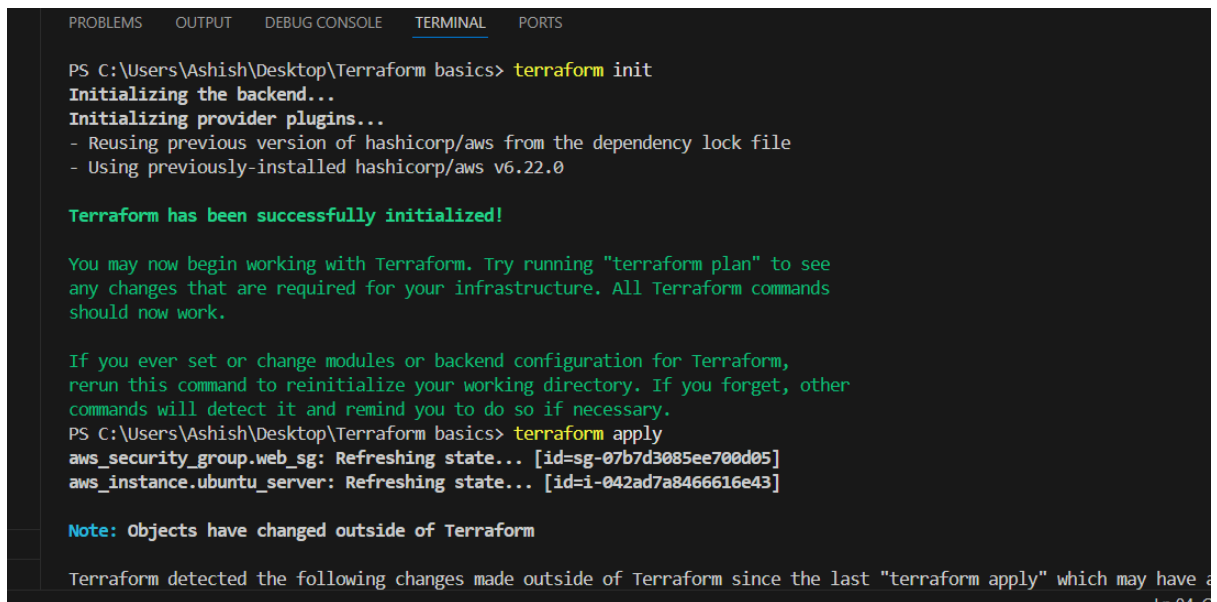 PROBLEMS OUTPUT DEBUG CONSOLE TERMINAL PORTS
PS C:\Users\Ashish\Desktop\Terraform basics> terraform init
Initializing the backend...
Initializing provider plugins...
- Reusing previous version of hashicorp/aws from the dependency lock file
- Using previously-installed hashicorp/aws v6.22.0
Terraform has been successfully initialized!
You may now begin working with Terraform. Try running "terraform plan" to see
any changes that are required for your infrastructure. All Terraform commands
should now work.
If you ever set or change modules or backend configuration for Terraform,
rerun this command to reinitialize your working directory. If you forget, other
commands will detect it and remind you to do so if necessary.
PS C:\Users\Ashish\Desktop\Terraform basics> terraform apply
aws_security_group.web_sg: Refreshing state... [id=sg-07b7d3085ee700d05]
aws_instance.ubuntu_server: Refreshing state... [id=i-042ad7a8466616e43]
Note: Objects have changed outside of Terraform
Terraform detected the following changes made outside of Terraform since the last "terraform apply" which may have a